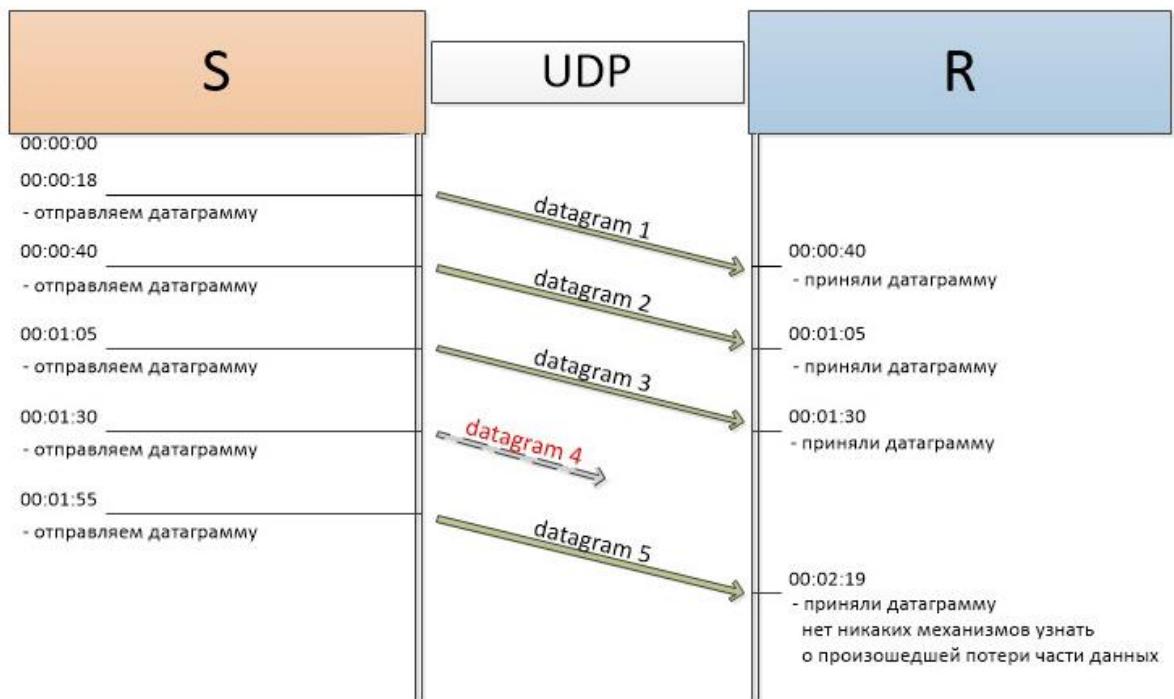 S
UDP
R
00:00:00
00:00:18
- отправляем датаграмму
datagram 1
00:00:40
- отправляем датаграмму
00:00:40
- приняли датаграмму
datagram 2
00:01:05
- отправляем датаграмму
00:01:05
- приняли датаграмму
datagram 3
00:01:30
- отправляем датаграмму
00:01:30
- приняли датаграмму
datagram 4
00:01:55
- отправляем датаграмму
datagram 5
00:02:19
- приняли датаграмму
нет никаких механизмов узнать
о произошедшей потери части данных